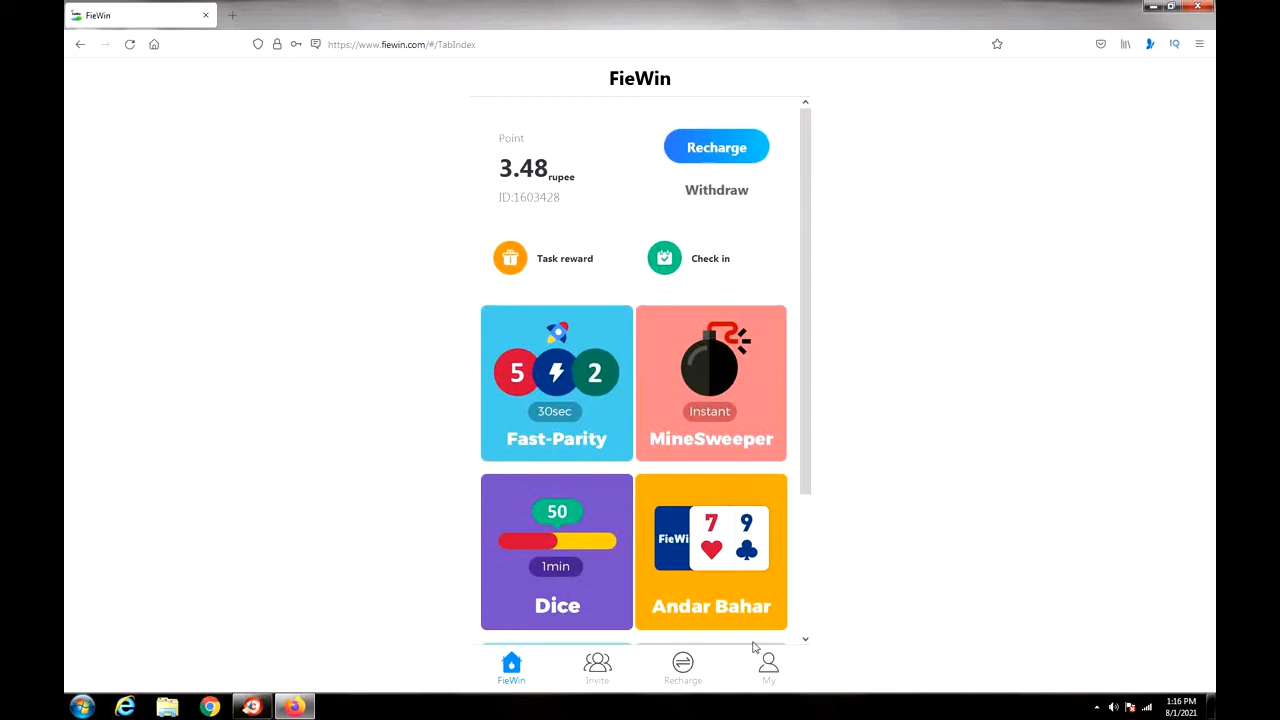 FieWin
https://www.fiewin.com/#/TabIndex
FieWin
Point
3.48rupee
ID:1603428
Recharge
Withdraw
Task reward
Check in
5 2
30sec
Fast-Parity
Instant
MineSweeper
50
1min
Dice
FieWi
7 9
Andar Bahar
FieWin
Invite
Recharge
My
IQ
1:16 PM
8/1/2021